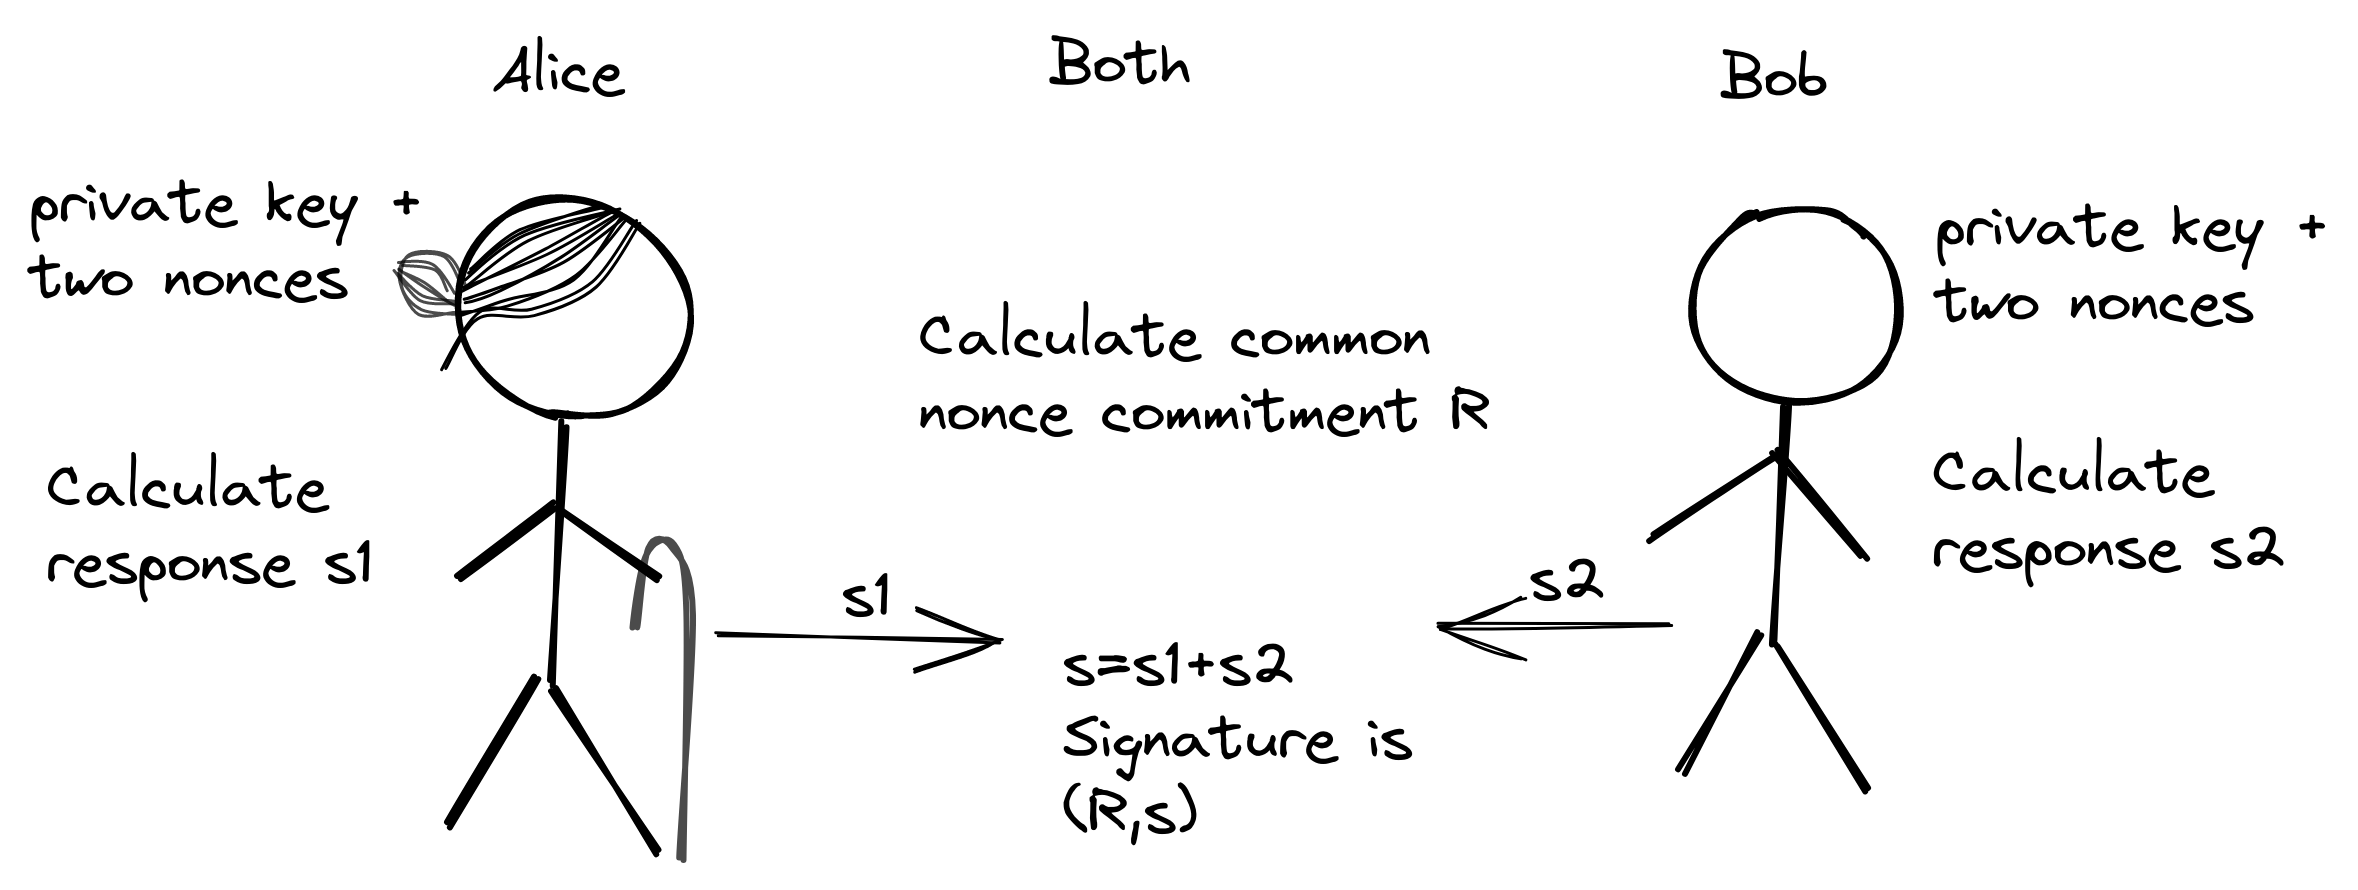 Alice
Both
Bob
private key +
two nonces
private key +
two nonces
Calculate common
nonce commitment R
Calculate
response s1
Calculate
response s2
s1
s2
s=s1+s2
Signature is
(R,s)